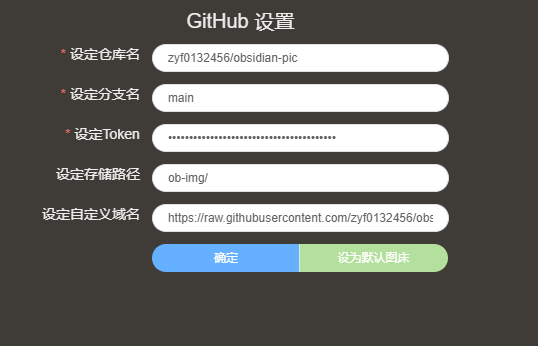 GitHub 设置
* 设定仓库名 zyf0132456/obsidian-pic
* 设定分支名 main
* 设定Token ••••••••••••••••••••••••••••••••••••••••
设定存储路径 ob-img/
设定自定义域名 https://raw.githubusercontent.com/zyf0132456/obs
确定 设为默认图床